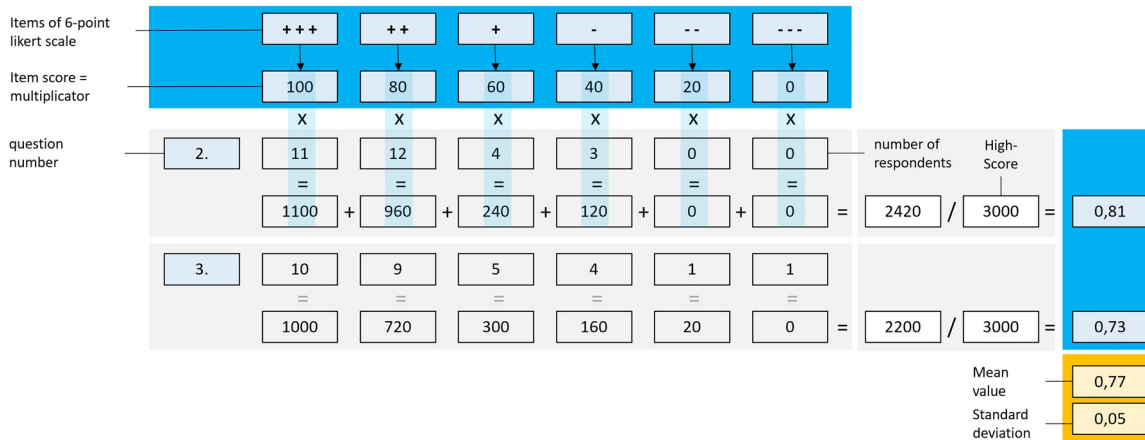 Items of 6-point
likert scale
+++ ++ + - -- ---
Item score =
multiplicator
100 80 60 40 20 0
x x x x x x
question
number
2. 11 12 4 3 0 0
number of
respondents
High-
Score
= = = = = =
1100 + 960 + 240 + 120 + 0 + 0 = 2420 / 3000 = 0,81
3. 10 9 5 4 1 1
= = = = = =
1000 720 300 160 20 0 = 2200 / 3000 = 0,73
Mean
value
0,77
Standard
deviation
0,05